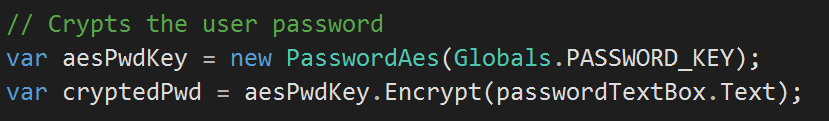 // Crypts the user password
var aesPwdKey = new PasswordAes(Globals.PASSWORD_KEY);
var cryptedPwd = aesPwdKey.Encrypt(passwordTextBox.Text);